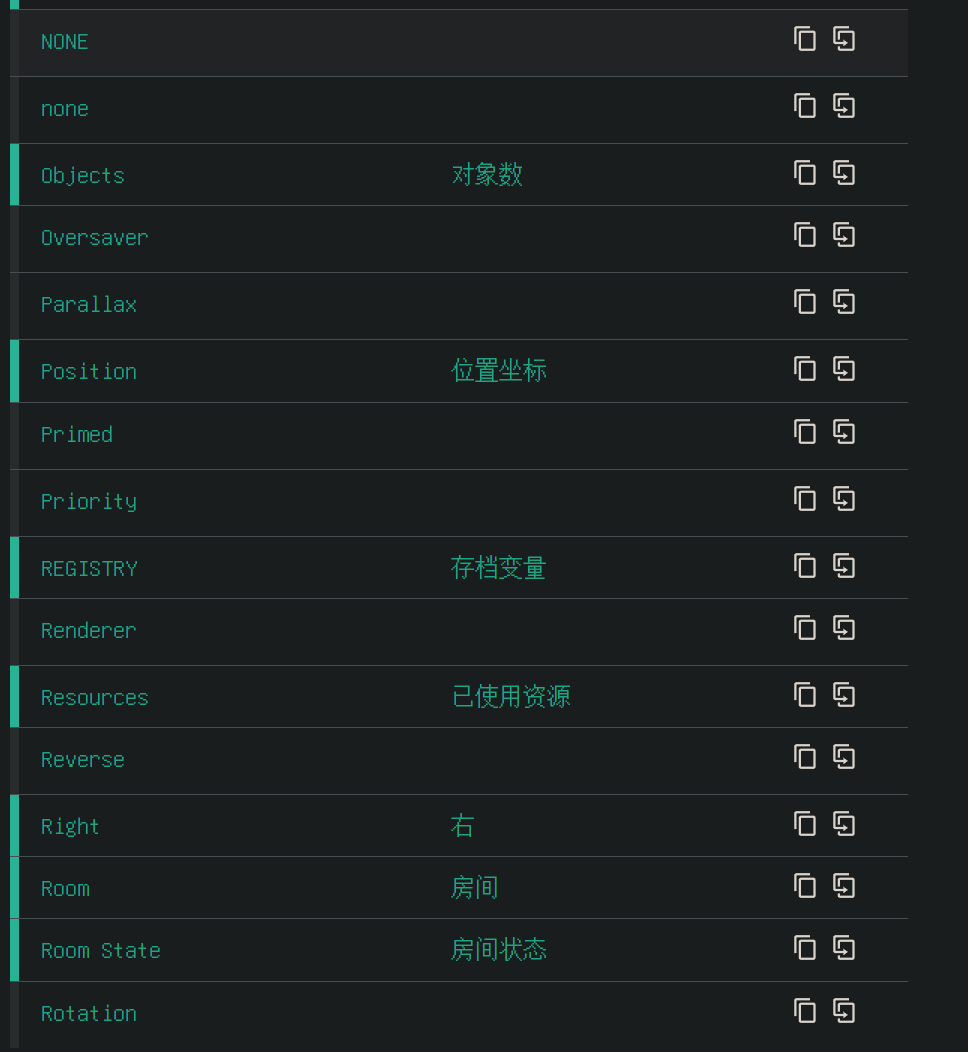 NONE
none
Objects 对象数
Oversaver
Parallax
Position 位置坐标
Primed
Priority
REGISTRY 存档变量
Renderer
Resources 已使用资源
Reverse
Right 右
Room 房间
Room State 房间状态
Rotation